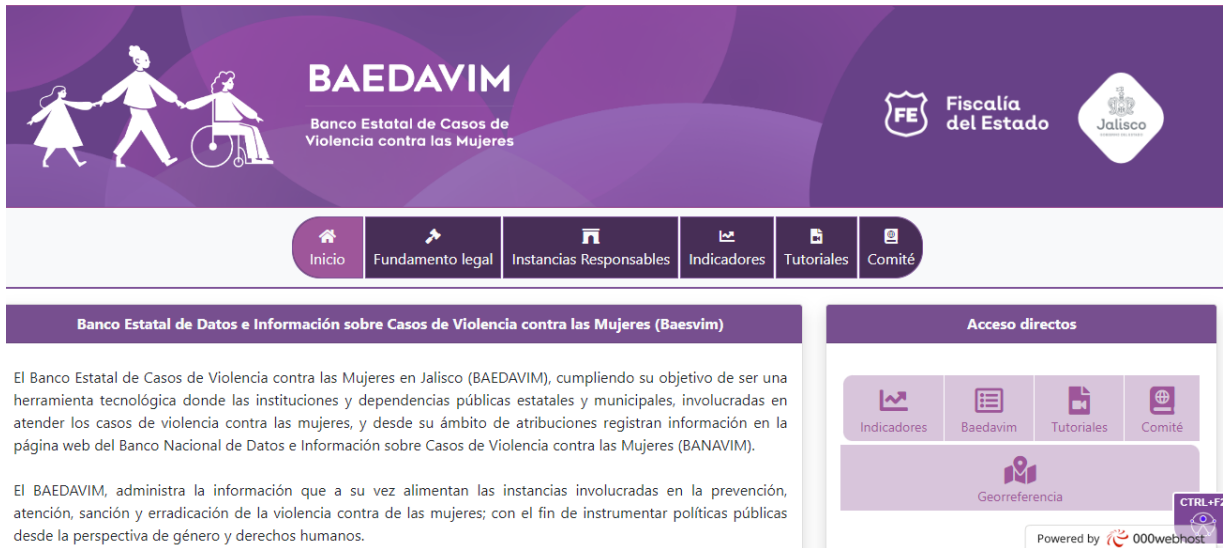 BAEDAVIM
Banco Estatal de Casos de
Violencia contra las Mujeres
FE
Fiscalía
del Estado
Jalisco
Inicio
Fundamento legal
Instancias Responsables
Indicadores
Tutoriales
Comité
Banco Estatal de Datos e Información sobre Casos de Violencia contra las Mujeres (Baesvim)
El Banco Estatal de Casos de Violencia contra las Mujeres en Jalisco (BAEDAVIM), cumpliendo su objetivo de ser una
herramienta tecnológica donde las instituciones y dependencias públicas estatales y municipales, involucradas en
atender los casos de violencia contra las mujeres, y desde su ámbito de atribuciones registran información en la
página web del Banco Nacional de Datos e Información sobre Casos de Violencia contra las Mujeres (BANAVIM).
El BAEDAVIM, administra la información que a su vez alimentan las instancias involucradas en la prevención,
atención, sanción y erradicación de la violencia contra de las mujeres; con el fin de instrumentar políticas públicas
desde la perspectiva de género y derechos humanos.
Acceso directos
Indicadores
Baedavim
Tutoriales
Comité
Georreferencia
CTRL+F2
Powered by 000webhost